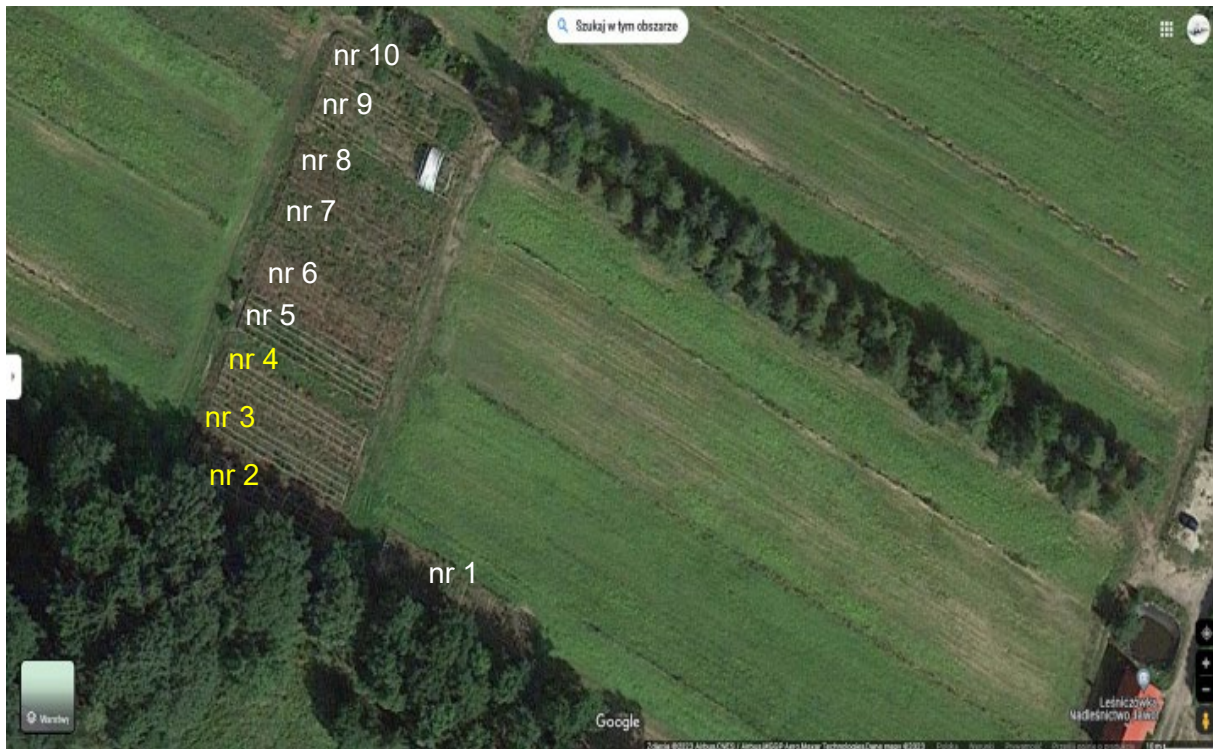 Szukaj w tym obszarze
nr 10
nr 9
nr 8
nr 7
nr 6
nr 5
nr 4
nr 3
nr 2
nr 1
Leśniczówka
Nadleśnictwo Jawor
Warstwy
Google